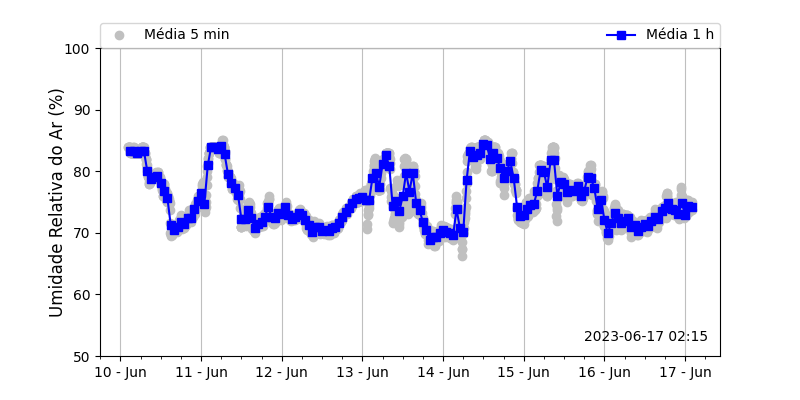 Média 5 min
Média 1 h
100
90
80
70
60
50
Umidade Relativa do Ar (%)
2023-06-17 02:15
10 - Jun
11 - Jun
12 - Jun
13 - Jun
14 - Jun
15 - Jun
16 - Jun
17 - Jun